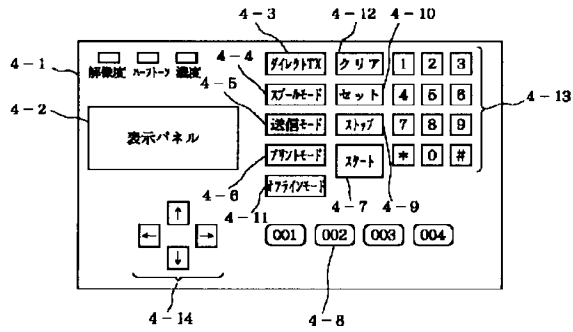 4-3
4-12
4-10
4-4
4-1
4-5
4-2
解像度 ハーフトーン 濃度
ダイレクトTX クリア 1 2 3
スプールモード セット 4 5 6
4-13
送信モード ストップ 7 8 9
表示パネル
プリントモード スタート * 0 #
4-6
オフラインモード
4-11
4-7
4-9
↑
← →
↓
001 002 003 004
4-14
4-8